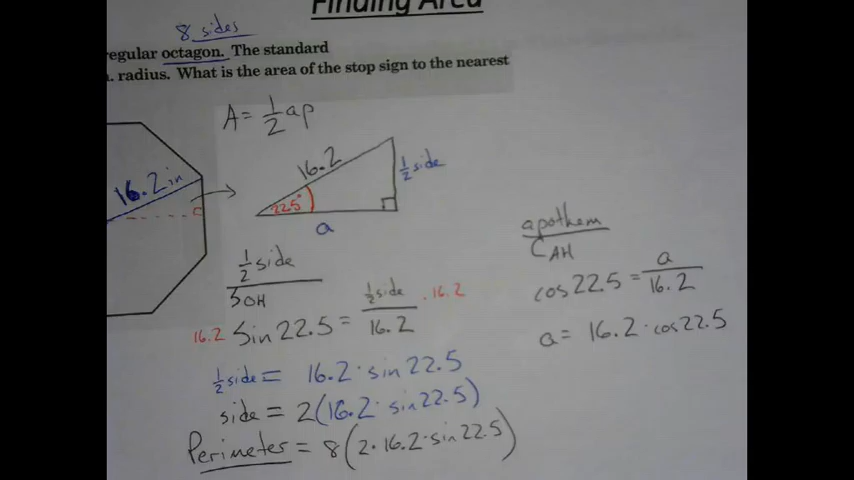 Finding Area
8 sides
regular octagon. The standard
. radius. What is the area of the stop sign to the nearest
A = 1/2 ap
16.2 in
16.2
1/2 side
22.5°
a
1/2 side
SOH
16.2 sin 22.5 = 1/2 side / 16.2 · 16.2
1/2 side = 16.2 · sin 22.5
side = 2(16.2 · sin 22.5)
Perimeter = 8(2 · 16.2 · sin 22.5)
apothem
CAH
cos 22.5 = a / 16.2
a = 16.2 · cos 22.5